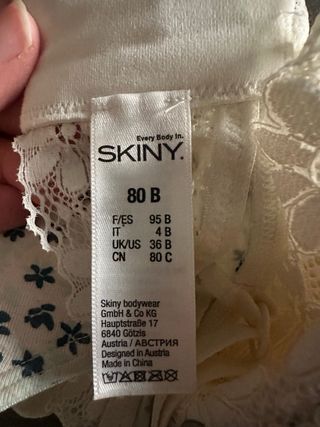 Every Body In.
SKINY.
80 B
F/ES 95 B
IT 4 B
UK/US 36 B
CN 80 C
Skiny bodywear
GmbH & Co KG
Hauptstraße 17
6840 Götzis
Austria / АВСТРИЯ
Designed in Austria
Made in China